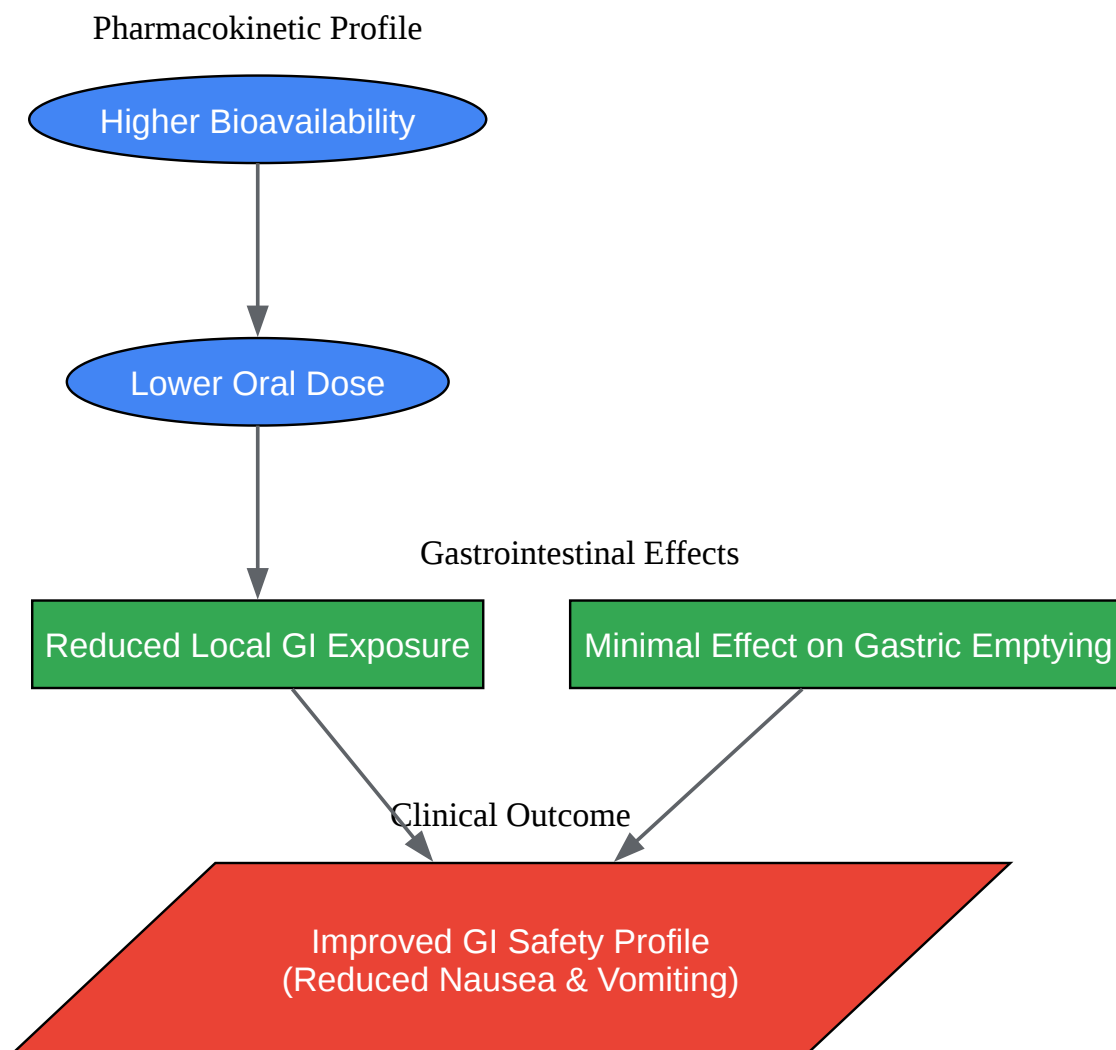 Pharmacokinetic Profile
Higher Bioavailability
Lower Oral Dose
Gastrointestinal Effects
Reduced Local GI Exposure
Minimal Effect on Gastric Emptying
Clinical Outcome
Improved GI Safety Profile
(Reduced Nausea & Vomiting)